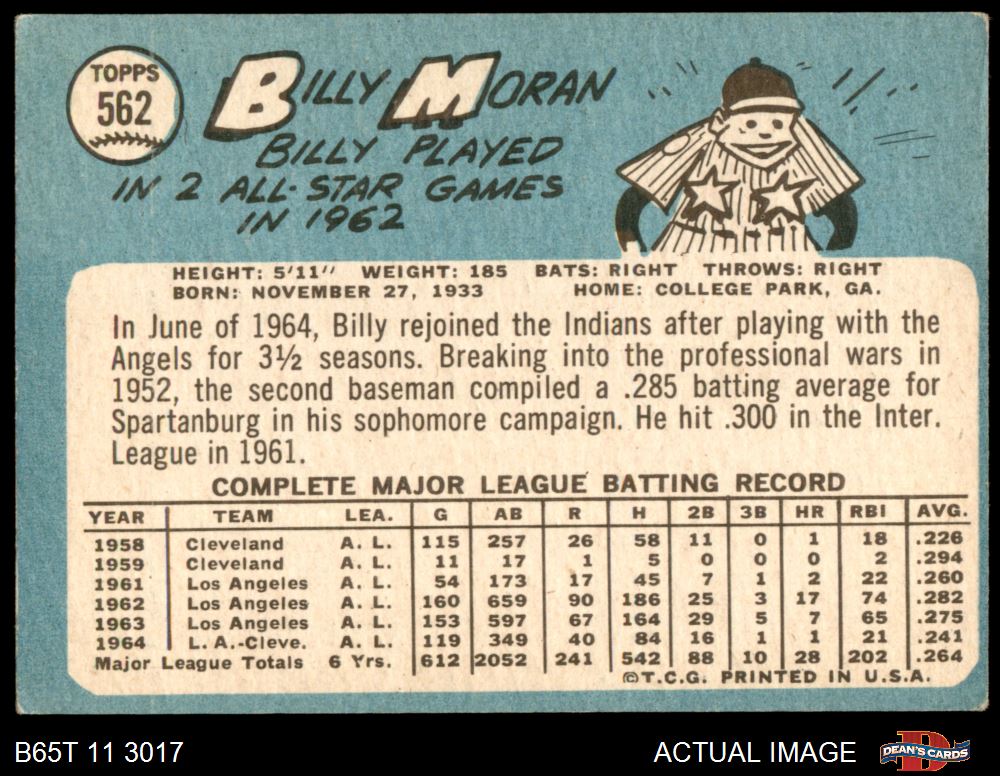 TOPPS
562
BILLY MORAN
BILLY PLAYED
IN 2 ALL-STAR GAMES
IN 1962
HEIGHT: 5'11" WEIGHT: 185 BATS: RIGHT THROWS: RIGHT
BORN: NOVEMBER 27, 1933 HOME: COLLEGE PARK, GA.
In June of 1964, Billy rejoined the Indians after playing with the
Angels for 3½ seasons. Breaking into the professional wars in
1952, the second baseman compiled a .285 batting average for
Spartanburg in his sophomore campaign. He hit .300 in the Inter.
League in 1961.
COMPLETE MAJOR LEAGUE BATTING RECORD
YEAR TEAM LEA. G AB R H 2B 3B HR RBI AVG.
1958 Cleveland A. L. 115 257 26 58 11 0 1 18 .226
1959 Cleveland A. L. 11 17 1 5 0 0 0 2 .294
1961 Los Angeles A. L. 54 173 17 45 7 1 2 22 .260
1962 Los Angeles A. L. 160 659 90 186 25 3 17 74 .282
1963 Los Angeles A. L. 153 597 67 164 29 5 7 65 .275
1964 L. A.-Cleve. A. L. 119 349 40 84 16 1 1 21 .241
Major League Totals 6 Yrs. 612 2052 241 542 88 10 28 202 .264
©T.C.G. PRINTED IN U.S.A.
B65T 11 3017 ACTUAL IMAGE DEAN'S CARDS